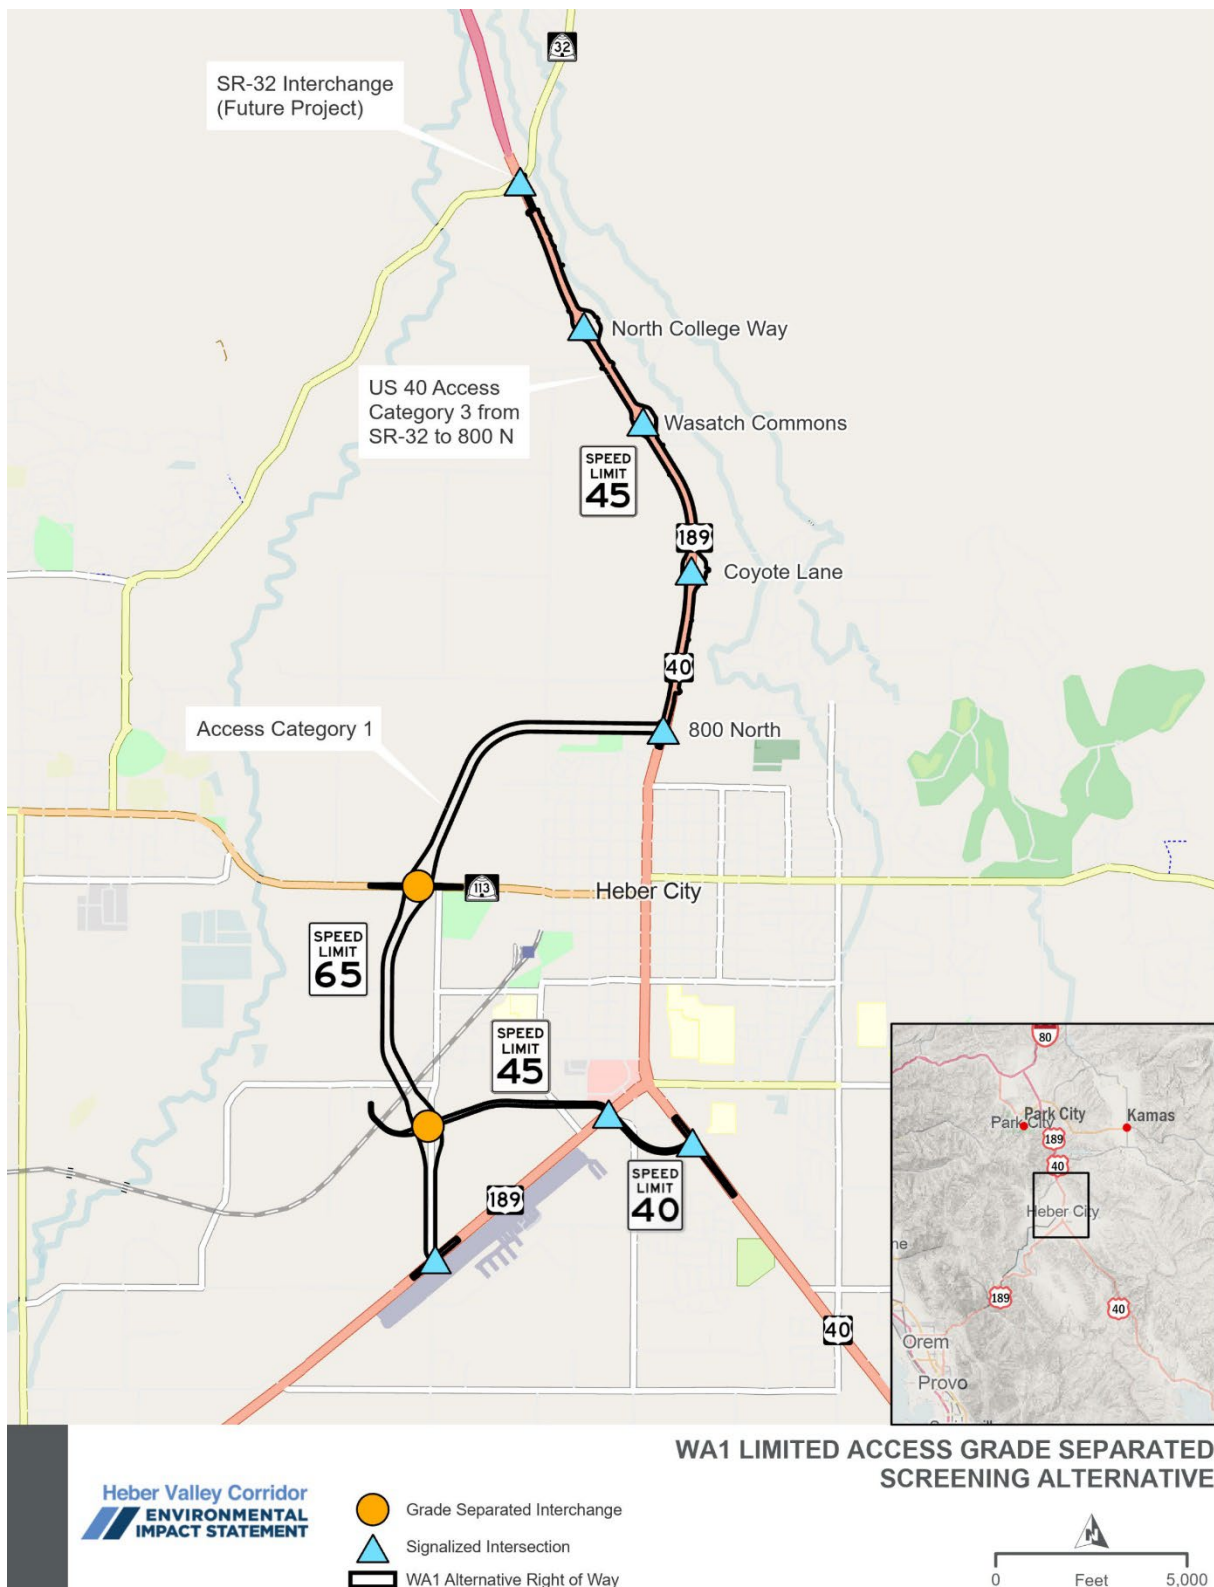 32
SR-32 Interchange
(Future Project)
North College Way
US 40 Access
Category 3 from
SR-32 to 800 N
Wasatch Commons
SPEED
LIMIT
45
189
Coyote Lane
40
Access Category 1
800 North
113
Heber City
SPEED
LIMIT
65
SPEED
LIMIT
45
SPEED
LIMIT
40
189
40
80
Park City
Park City
Kamas
189
40
Heber City
ne
189
40
Orem
Provo
WA1 LIMITED ACCESS GRADE SEPARATED
SCREENING ALTERNATIVE
Heber Valley Corridor
ENVIRONMENTAL
IMPACT STATEMENT
Grade Separated Interchange
Signalized Intersection
WA1 Alternative Right of Way
N
0 Feet 5,000